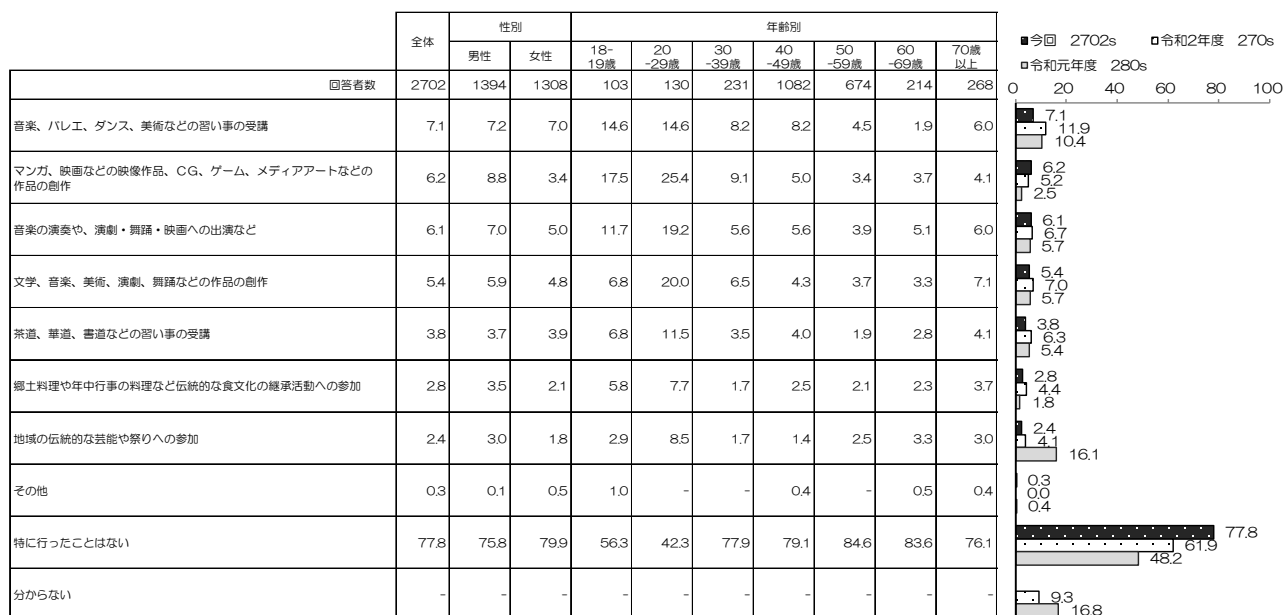 全体 性別 年齢別
男性 女性 18-19歳 20-29歳 30-39歳 40-49歳 50-59歳 60-69歳 70歳以上
回答者数 2702 1394 1308 103 130 231 1082 674 214 268
音楽、バレエ、ダンス、美術などの習い事の受講 7.1 7.2 7.0 14.6 14.6 8.2 8.2 4.5 1.9 6.0
マンガ、映画などの映像作品、CG、ゲーム、メディアアートなどの
作品の創作 6.2 8.8 3.4 17.5 25.4 9.1 5.0 3.4 3.7 4.1
音楽の演奏や、演劇・舞踊・映画への出演など 6.1 7.0 5.0 11.7 19.2 5.6 5.6 3.9 5.1 6.0
文学、音楽、美術、演劇、舞踊などの作品の創作 5.4 5.9 4.8 6.8 20.0 6.5 4.3 3.7 3.3 7.1
茶道、華道、書道などの習い事の受講 3.8 3.7 3.9 6.8 11.5 3.5 4.0 1.9 2.8 4.1
郷土料理や年中行事の料理など伝統的な食文化の継承活動への参加 2.8 3.5 2.1 5.8 7.7 1.7 2.5 2.1 2.3 3.7
地域の伝統的な芸能や祭りへの参加 2.4 3.0 1.8 2.9 8.5 1.7 1.4 2.5 3.3 3.0
その他 0.3 0.1 0.5 1.0 - - 0.4 - 0.5 0.4
特に行ったことはない 77.8 75.8 79.9 56.3 42.3 77.9 79.1 84.6 83.6 76.1
分からない - - - - - - - - - -
今回 2702s 令和2年度 270s
令和元年度 280s
0 20 40 60 80 100
7.1
11.9
10.4
6.2
5.2
2.5
6.1
6.7
5.7
5.4
7.0
5.7
3.8
6.3
5.4
2.8
4.4
1.8
2.4
4.1
16.1
0.3
0.0
0.4
77.8
61.9
48.2
9.3
16.8